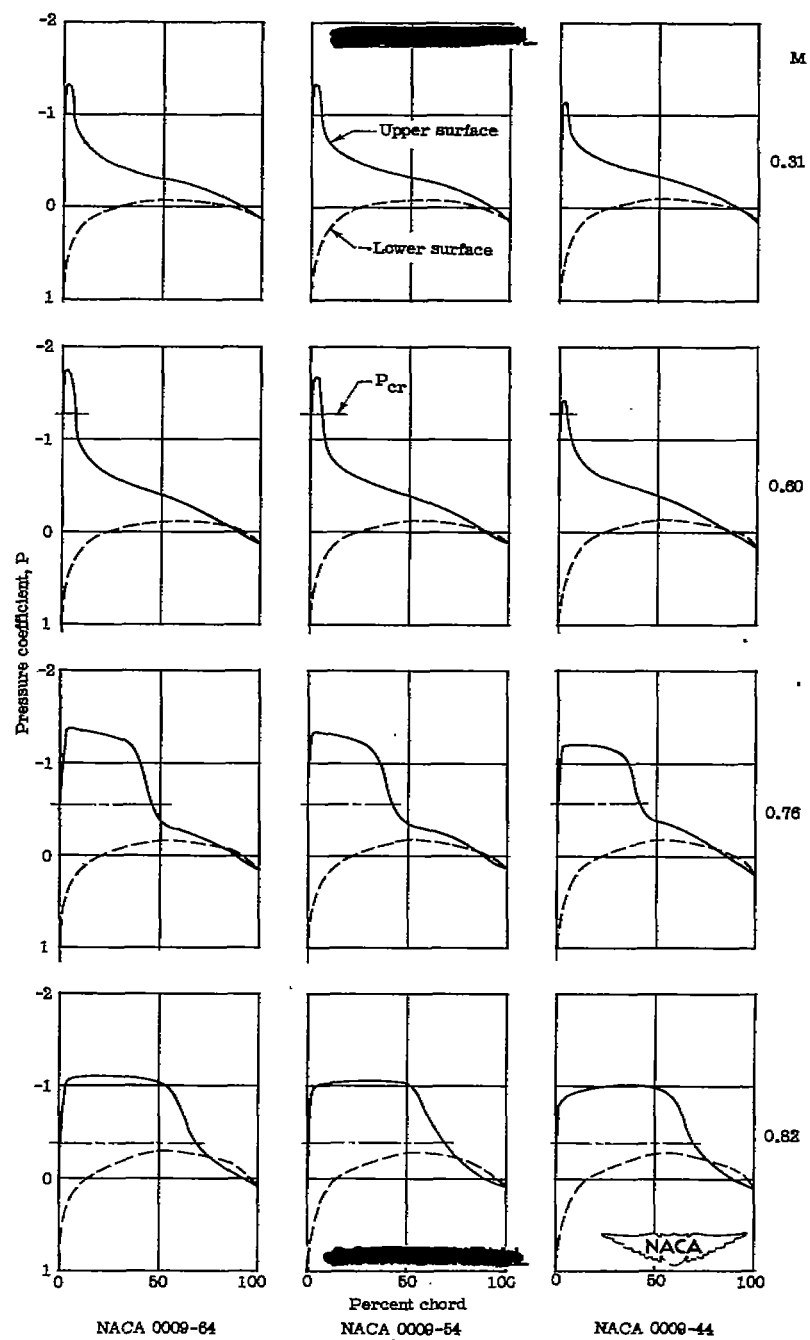 -2
M
-1
Upper surface
0.31
0
Lower surface
1
-2
P_cr
-1
0.60
0
1
Pressure coefficient, P
-2
-1
0.76
0
1
-2
-1
0.82
0
NACA
1
0 50 100 0 50 100 0 50 100
Percent chord
NACA 0009-64 NACA 0009-54 NACA 0009-44